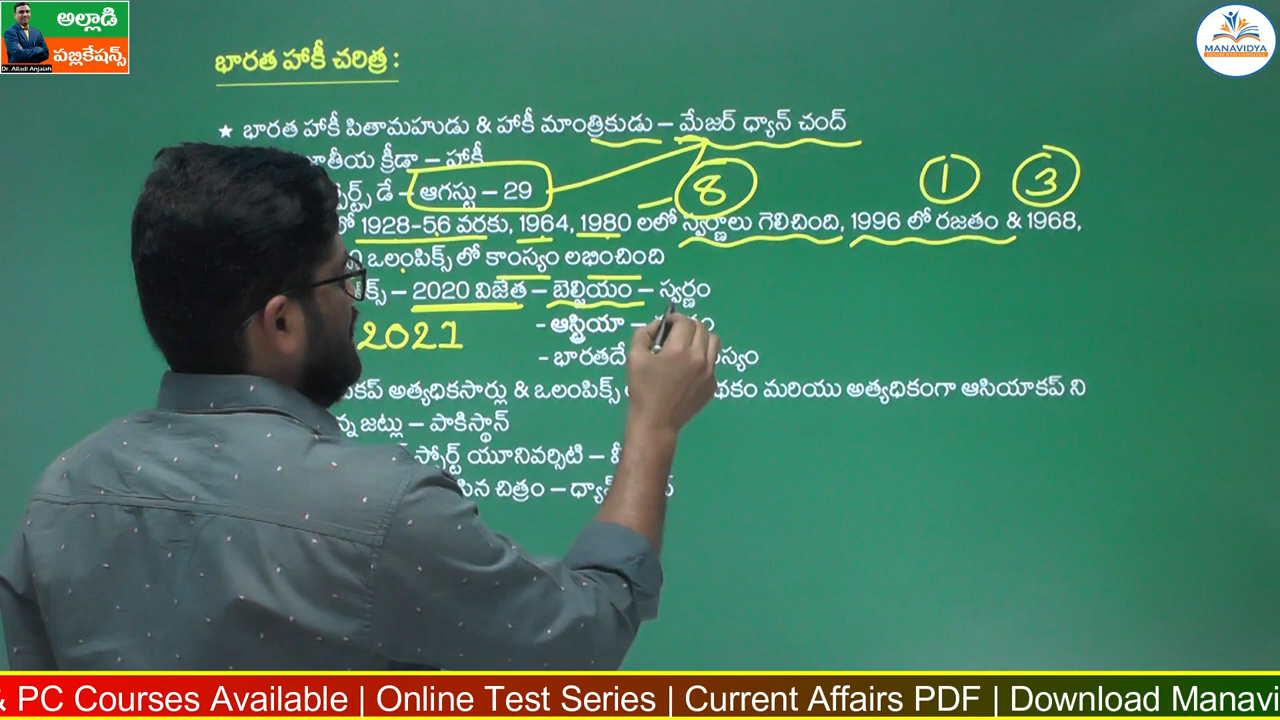 అల్లాడి
పబ్లికేషన్స్
Dr. Alladi Anjaiah
MANAVIDYA
భారత హాకీ చరిత్ర :
★ భారత హాకీ పితామహుడు & హాకీ మాంత్రికుడు – మేజర్ ధ్యాన్ చంద్
జాతీయ క్రీడా – హాకీ
స్పోర్ట్స్ డే – ఆగస్టు – 29 8 1 3
లో 1928-56 వరకు, 1964, 1980 లలో స్వర్ణాలు గెలిచింది, 1996 లో రజతం & 1968,
ఒలంపిక్స్ లో కాంస్యం లభించింది
2020 విజేత – బెల్జియం – స్వర్ణం
2021 - ఆస్ట్రియా –
- భారతదే
కప్ అత్యధికసార్లు & ఒలంపిక్స్ మరియు అత్యధికంగా ఆసియాకప్ ని
జట్లు – పాకిస్థాన్
స్పోర్ట్ యూనివర్సిటి –
చిత్రం –
& PC Courses Available | Online Test Series | Current Affairs PDF | Download Manavi